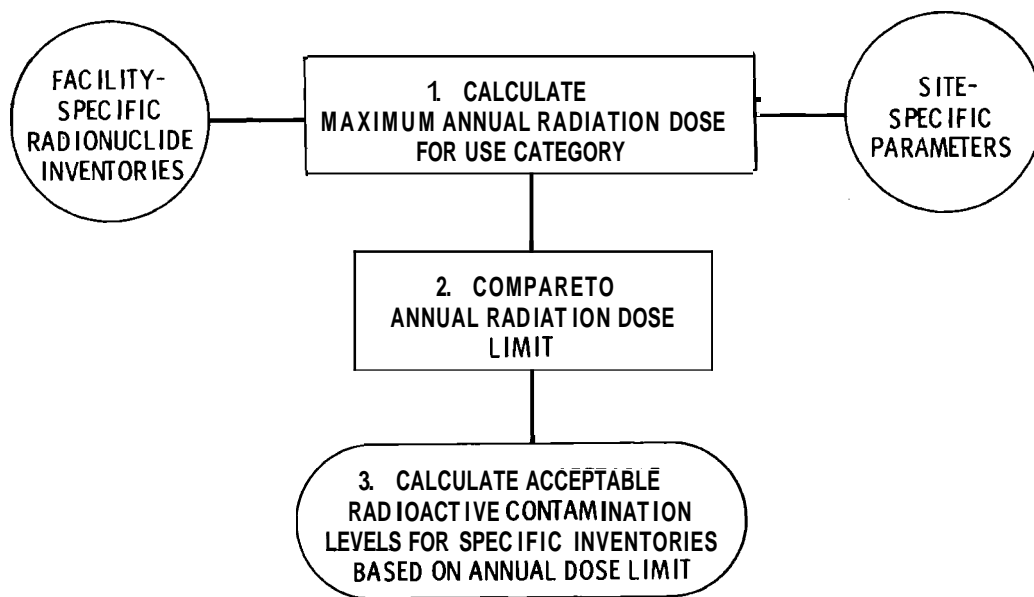 FACILITY-
SPECIFIC
RADIONUCLIDE
INVENTORIES
1. CALCULATE
MAXIMUM ANNUAL RADIATION DOSE
FOR USE CATEGORY
SITE-
SPECIFIC
PARAMETERS
2. COMPARETO
ANNUAL RADIATION DOSE
LIMIT
3. CALCULATE ACCEPTABLE
RADIOACTIVE CONTAMINATION
LEVELS FOR SPECIFIC INVENTORIES
BASED ON ANNUAL DOSE LIMIT